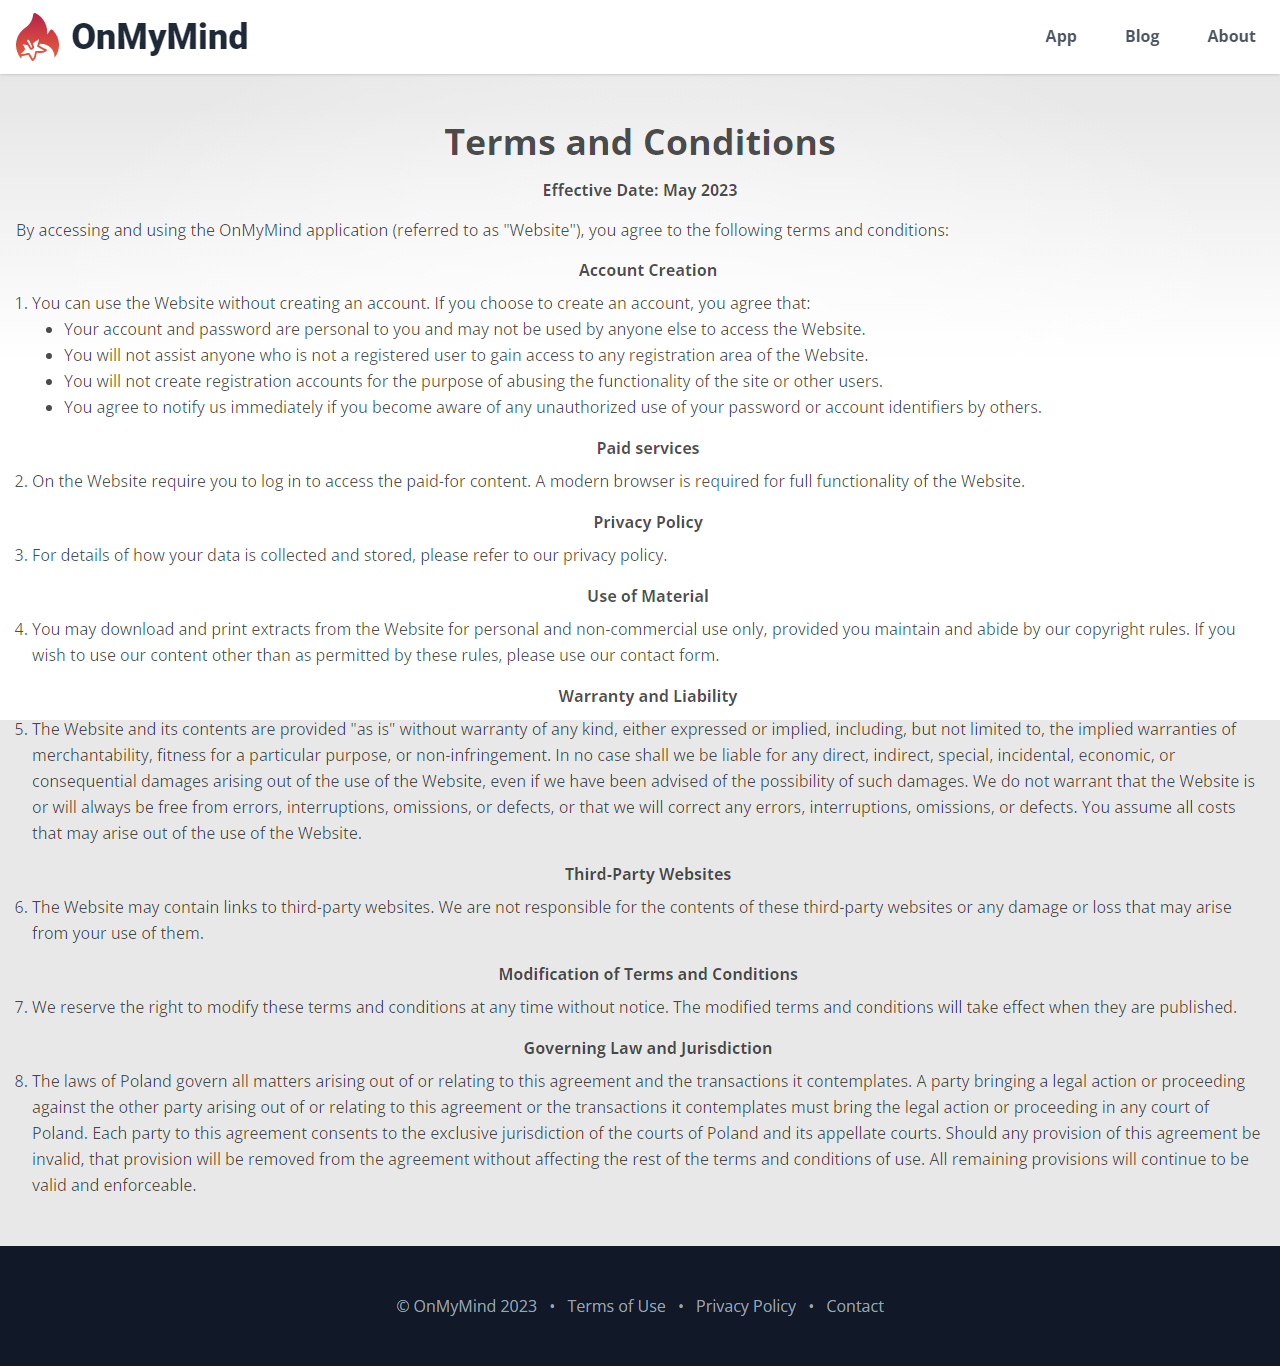 OnMyMind
App Blog About
Terms and Conditions
Effective Date: May 2023
By accessing and using the OnMyMind application (referred to as "Website"), you agree to the following terms and conditions:
Account Creation
1. You can use the Website without creating an account. If you choose to create an account, you agree that:
• Your account and password are personal to you and may not be used by anyone else to access the Website.
• You will not assist anyone who is not a registered user to gain access to any registration area of the Website.
• You will not create registration accounts for the purpose of abusing the functionality of the site or other users.
• You agree to notify us immediately if you become aware of any unauthorized use of your password or account identifiers by others.
Paid services
2. On the Website require you to log in to access the paid-for content. A modern browser is required for full functionality of the Website.
Privacy Policy
3. For details of how your data is collected and stored, please refer to our privacy policy.
Use of Material
4. You may download and print extracts from the Website for personal and non-commercial use only, provided you maintain and abide by our copyright rules. If you
wish to use our content other than as permitted by these rules, please use our contact form.
Warranty and Liability
5. The Website and its contents are provided "as is" without warranty of any kind, either expressed or implied, including, but not limited to, the implied warranties of
merchantability, fitness for a particular purpose, or non-infringement. In no case shall we be liable for any direct, indirect, special, incidental, economic, or
consequential damages arising out of the use of the Website, even if we have been advised of the possibility of such damages. We do not warrant that the Website is
or will always be free from errors, interruptions, omissions, or defects, or that we will correct any errors, interruptions, omissions, or defects. You assume all costs
that may arise out of the use of the Website.
Third-Party Websites
6. The Website may contain links to third-party websites. We are not responsible for the contents of these third-party websites or any damage or loss that may arise
from your use of them.
Modification of Terms and Conditions
7. We reserve the right to modify these terms and conditions at any time without notice. The modified terms and conditions will take effect when they are published.
Governing Law and Jurisdiction
8. The laws of Poland govern all matters arising out of or relating to this agreement and the transactions it contemplates. A party bringing a legal action or proceeding
against the other party arising out of or relating to this agreement or the transactions it contemplates must bring the legal action or proceeding in any court of
Poland. Each party to this agreement consents to the exclusive jurisdiction of the courts of Poland and its appellate courts. Should any provision of this agreement be
invalid, that provision will be removed from the agreement without affecting the rest of the terms and conditions of use. All remaining provisions will continue to be
valid and enforceable.
© OnMyMind 2023 • Terms of Use • Privacy Policy • Contact